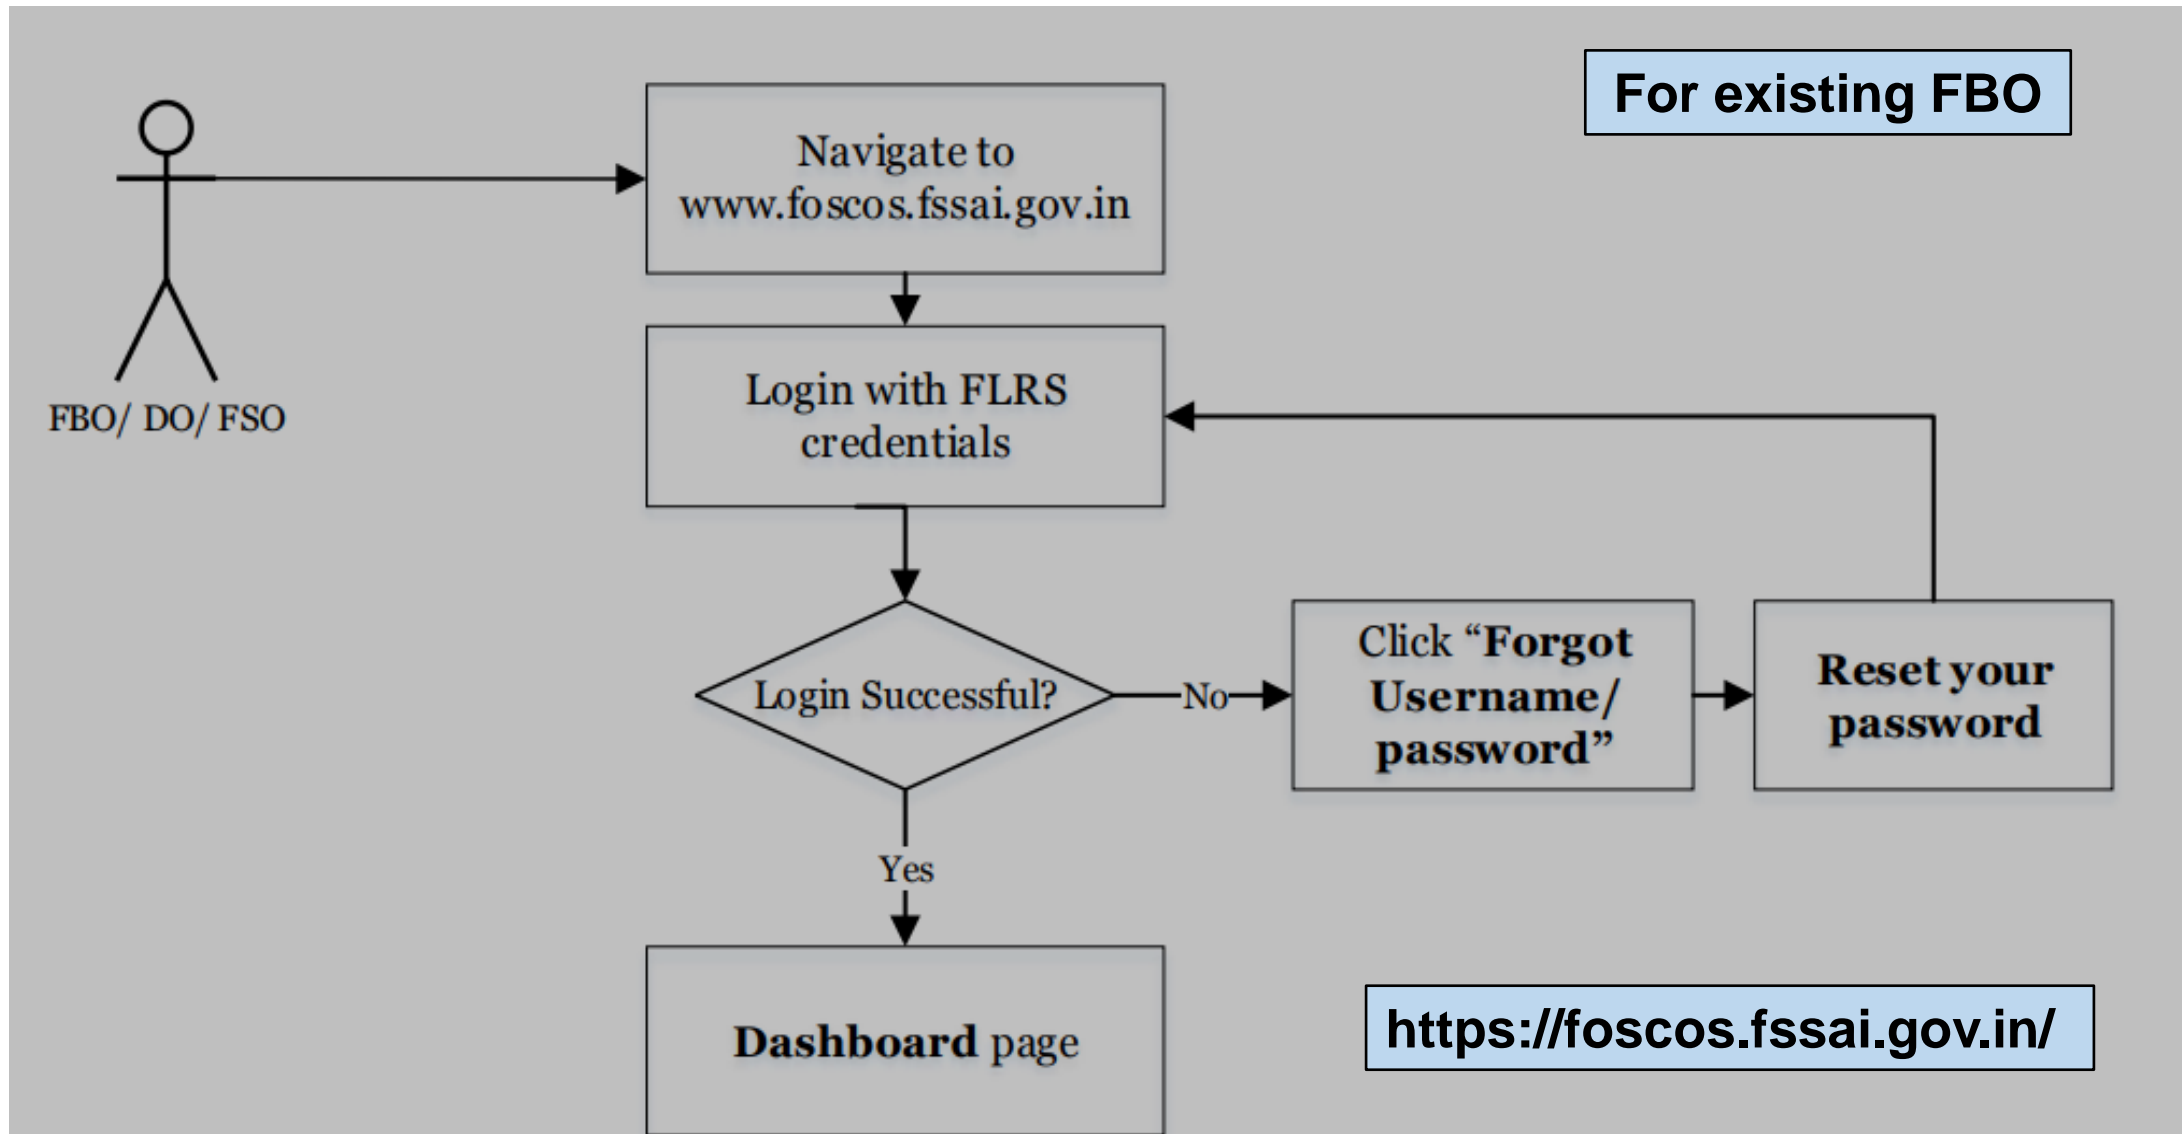 For existing FBO
Navigate to
www.foscos.fssai.gov.in
FBO/ DO/ FSO
Login with FLRS
credentials
Login Successful?
No
Click “Forgot
Username/
password”
Reset your
password
Yes
Dashboard page
https://foscos.fssai.gov.in/